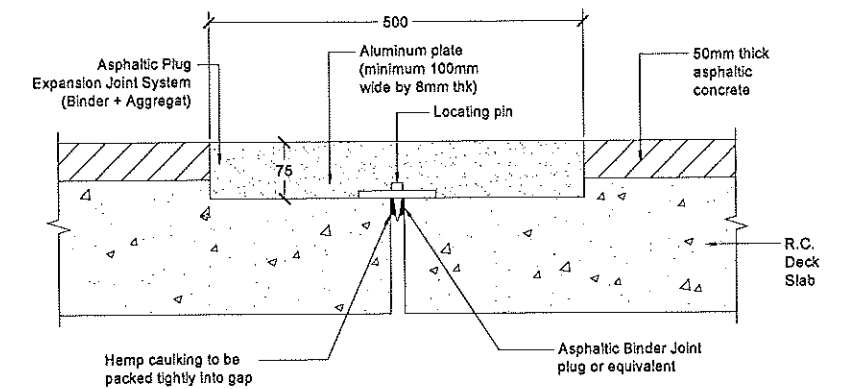 500
Asphaltic Plug
Expansion Joint System
(Binder + Aggregat)
Aluminum plate
(minimum 100mm
wide by 8mm thk)
Locating pin
50mm thick
asphaltic
concrete
75
R.C.
Deck
Slab
Hemp caulking to be
packed tightly into gap
Asphaltic Binder Joint
plug or equivalent